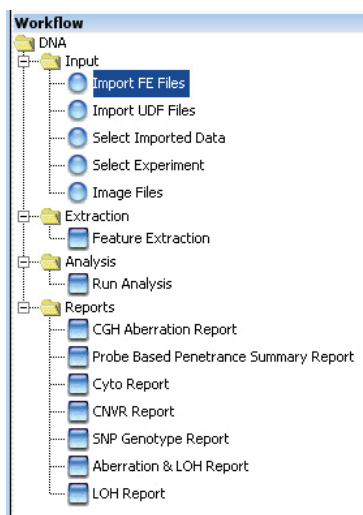 Workflow
DNA
Input
Import FE Files
Import UDF Files
Select Imported Data
Select Experiment
Image Files
Extraction
Feature Extraction
Analysis
Run Analysis
Reports
CGH Aberration Report
Probe Based Penetrance Summary Report
Cyto Report
CNVR Report
SNP Genotype Report
Aberration & LOH Report
LOH Report